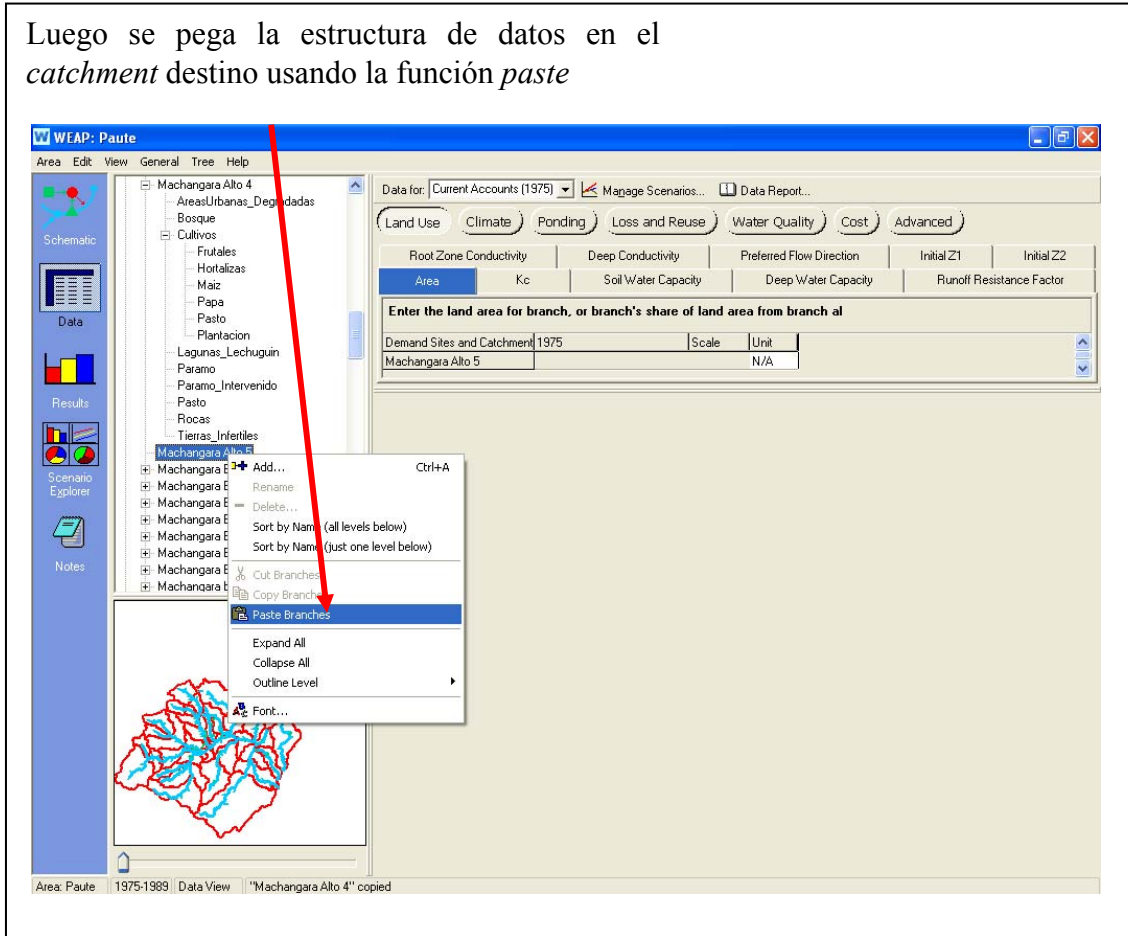 Luego se pega la estructura de datos en el
catchment destino usando la función paste
WEAP: Paute
Area Edit View General Tree Help
Schematic
Data
Results
Scenario
Explorer
Notes
Machangara Alto 4
AreasUrbanas_Degradadas
Bosque
Cultivos
Frutales
Hortalizas
Maiz
Papa
Pasto
Plantacion
Lagunas_Lechuguin
Paramo
Paramo_Intervenido
Pasto
Rocas
Tierras_Infertiles
Machangara Alto 5
Machangara B
Machangara B
Machangara B
Machangara B
Machangara B
Machangara B
Machangara B
Machangara
Add... Ctrl+A
Rename
Delete...
Sort by Name (all levels below)
Sort by Name (just one level below)
Cut Branches
Copy Branches
Paste Branches
Expand All
Collapse All
Outline Level
Font...
Data for: Current Accounts (1975) Manage Scenarios... Data Report...
Land Use Climate Ponding Loss and Reuse Water Quality Cost Advanced
Root Zone Conductivity Deep Conductivity Preferred Flow Direction Initial Z1 Initial Z2
Area Kc Soil Water Capacity Deep Water Capacity Runoff Resistance Factor
Enter the land area for branch, or branch's share of land area from branch al
Demand Sites and Catchment 1975 Scale Unit
Machangara Alto 5 N/A
Area: Paute 1975-1989 Data View "Machangara Alto 4" copied